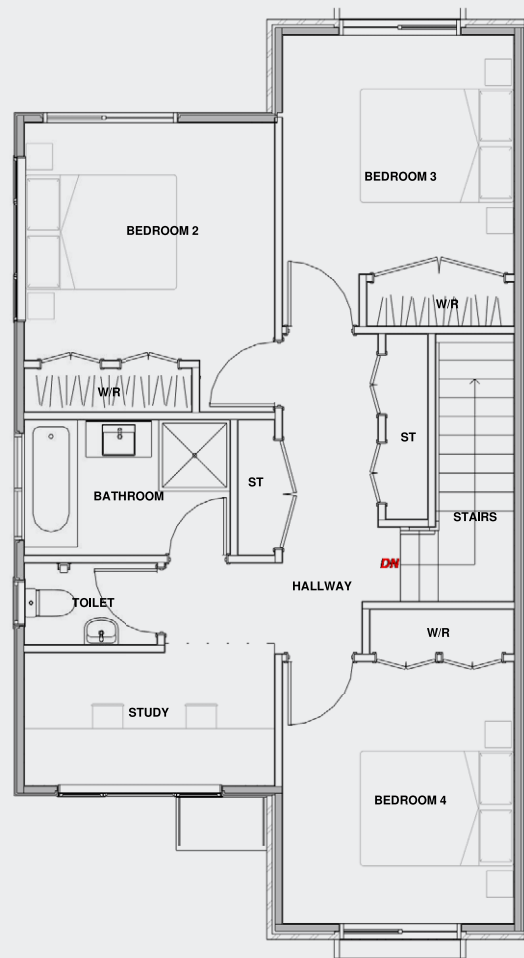 BEDROOM 3
BEDROOM 2
W/R
W/R
ST
ST
BATHROOM
STAIRS
DN
HALLWAY
TOILET
W/R
STUDY
BEDROOM 4